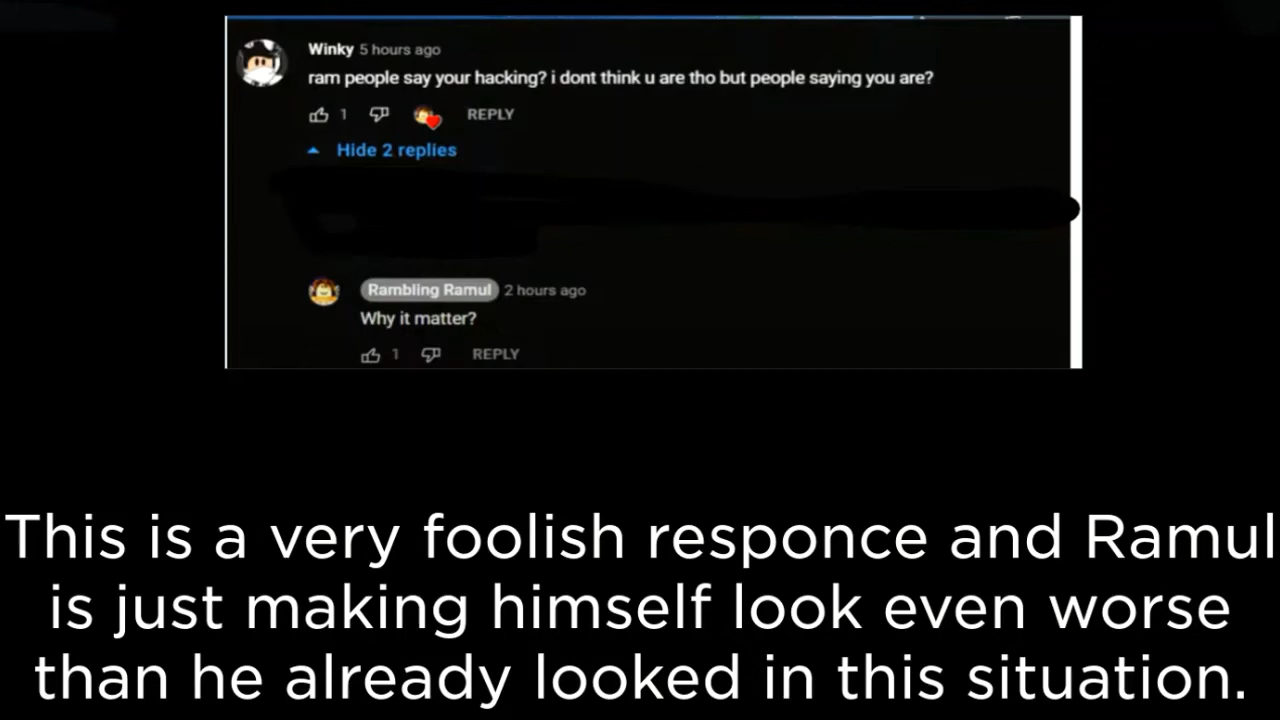 Winky 5 hours ago
ram people say your hacking? i dont think u are tho but people saying you are?
1 REPLY
Hide 2 replies
Rambling Ramul 2 hours ago
Why it matter?
1 REPLY
This is a very foolish responce and Ramul
is just making himself look even worse
than he already looked in this situation.